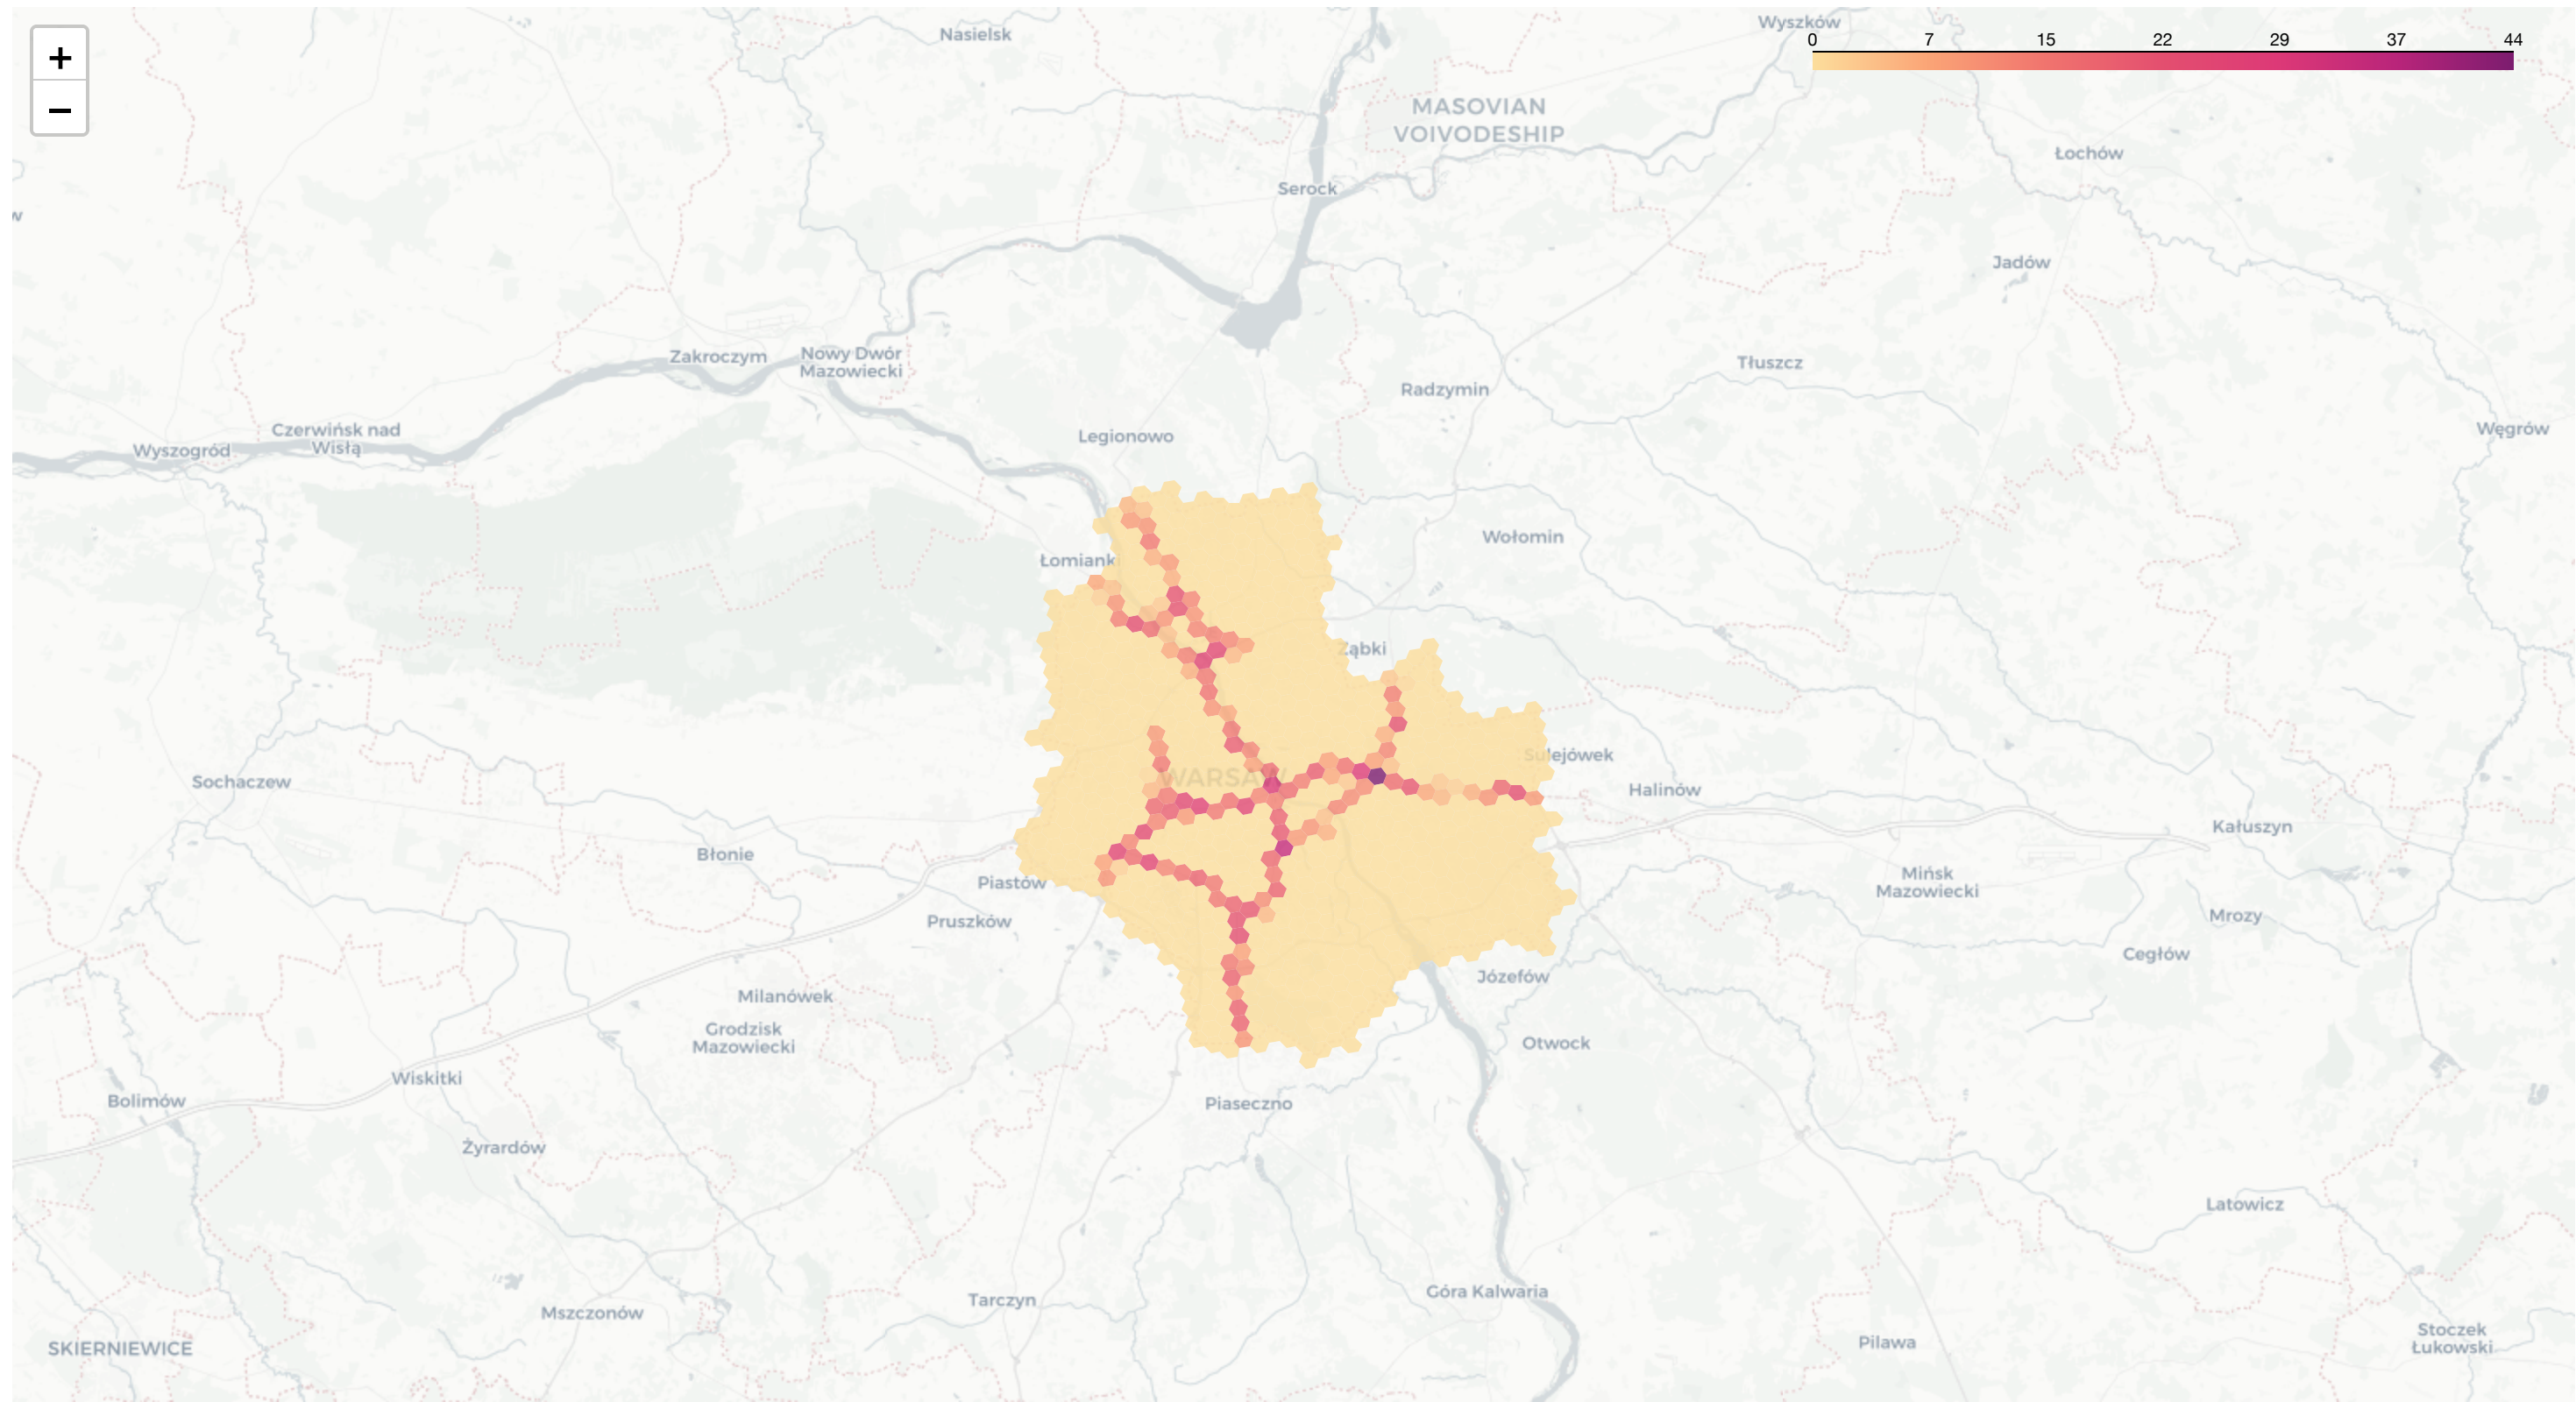 +
−
Nasielsk
Wyszków
0 7 15 22 29 37 44
MASOVIAN
VOIVODESHIP
Łochów
Serock
w
Jadów
Zakroczym
Nowy Dwór
Mazowiecki
Tłuszcz
Radzymin
Czerwińsk nad
Wisłą
Wyszogród
Legionowo
Węgrów
Wołomin
Łomiank
Ząbki
Sulejówek
WARSAW
Sochaczew
Halinów
Kałuszyn
Błonie
Piastów
Mińsk
Mazowiecki
Pruszków
Mrozy
Cegłów
Józefów
Milanówek
Grodzisk
Mazowiecki
Otwock
Wiskitki
Bolimów
Piaseczno
Żyrardów
Latowicz
Góra Kalwaria
Tarczyn
Mszczonów
SKIERNIEWICE
Pilawa
Stoczek
Łukowski